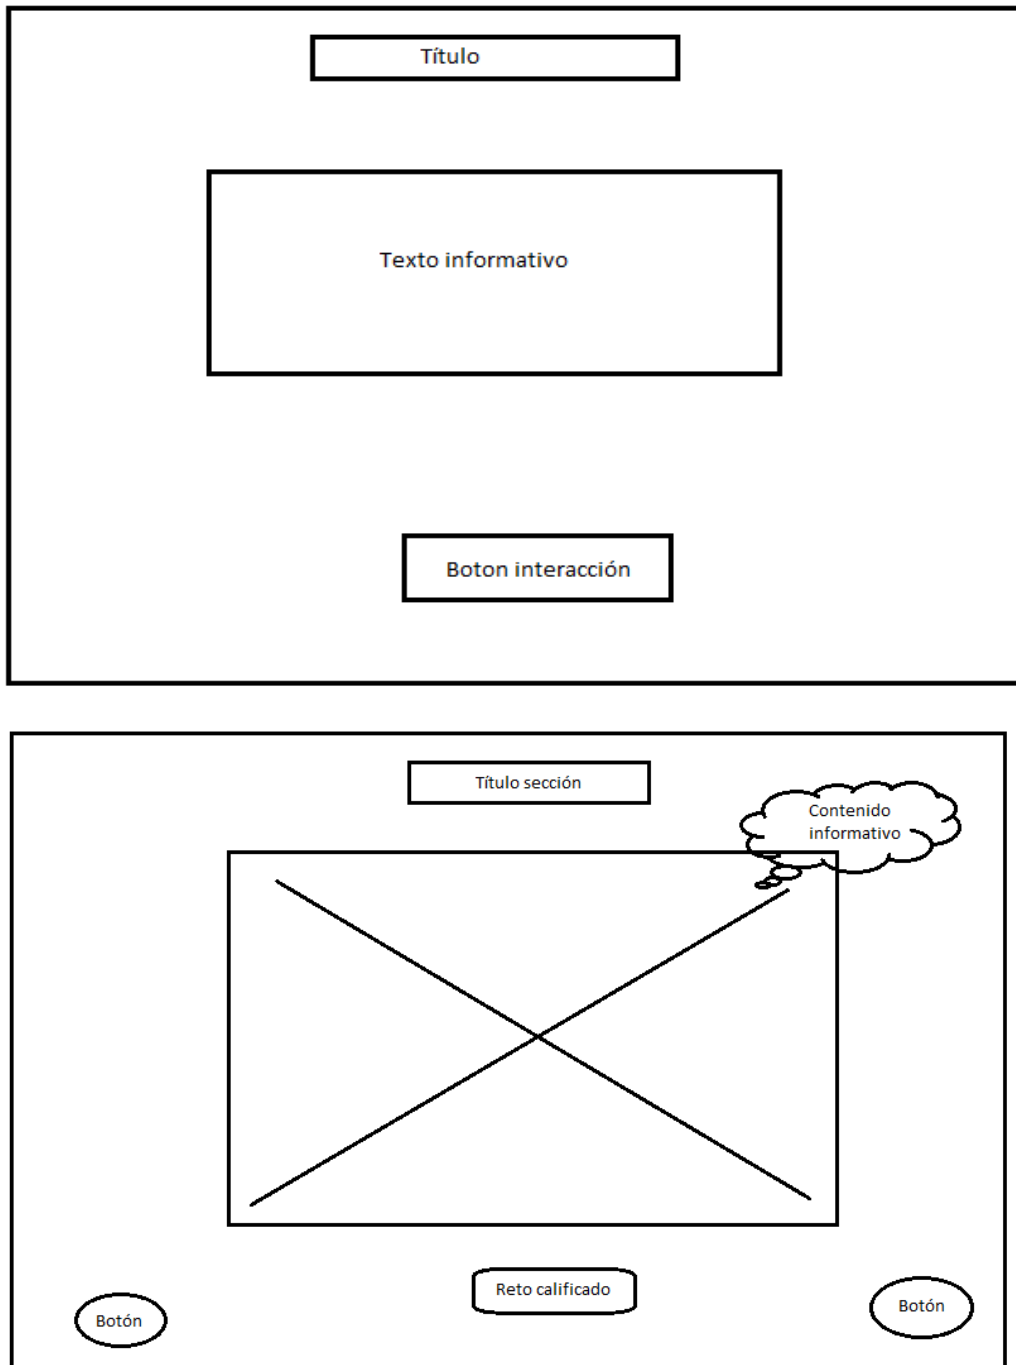 Título
Texto informativo
Boton interacción
Título sección
Contenido
informativo
Reto calificado
Botón
Botón